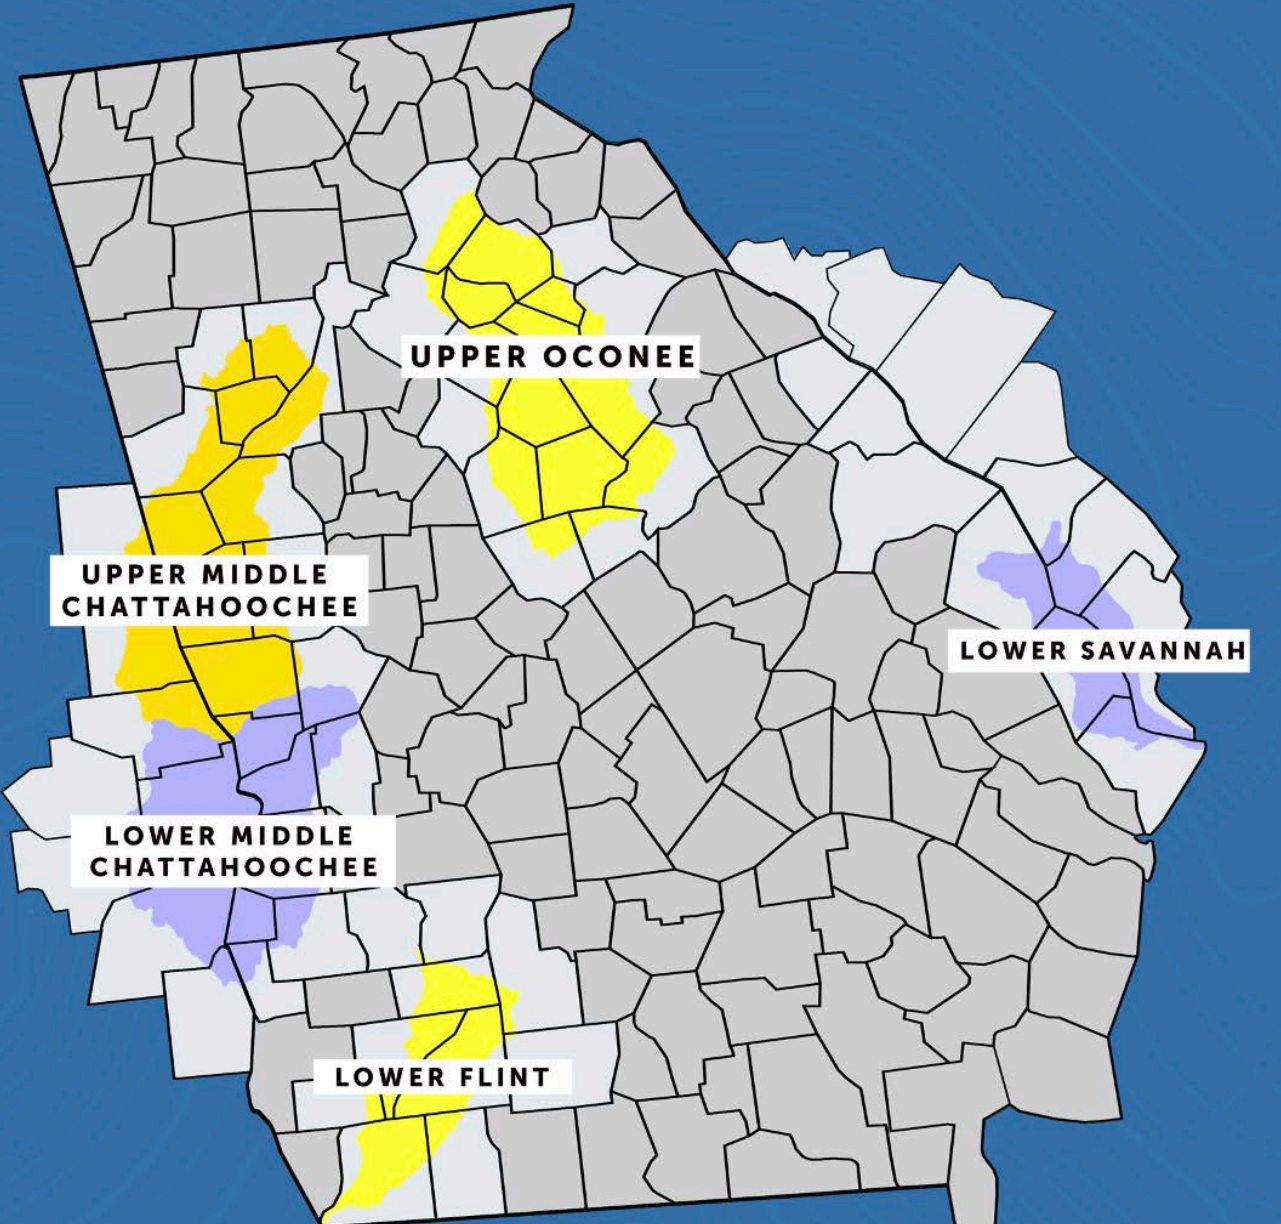 UPPER OCONEE
UPPER MIDDLE
CHATTAHOOCHEE
LOWER SAVANNAH
LOWER MIDDLE
CHATTAHOOCHEE
LOWER FLINT